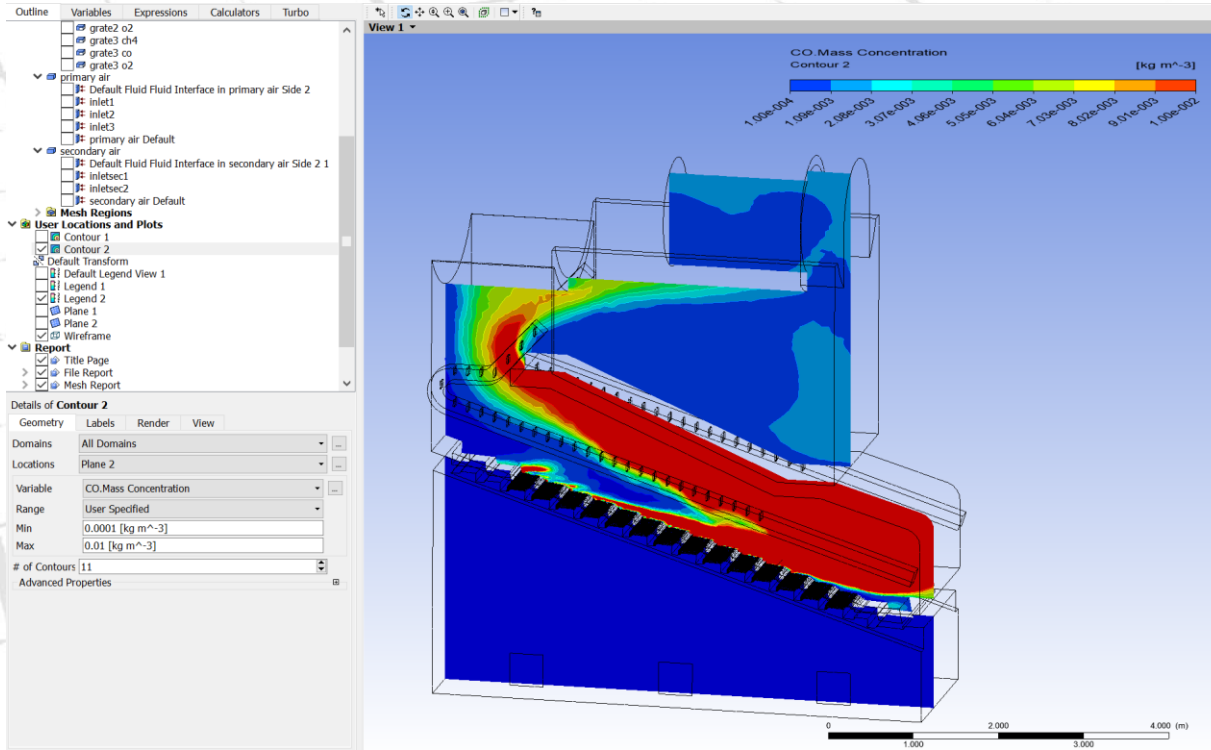 Outline Variables Expressions Calculators Turbo
grate2 o2
grate3 ch4
grate3 co
grate3 o2
primary air
Default Fluid Fluid Interface in primary air Side 2
inlet1
inlet2
inlet3
primary air Default
secondary air
Default Fluid Fluid Interface in secondary air Side 2 1
inletsec1
inletsec2
secondary air Default
Mesh Regions
User Locations and Plots
Contour 1
Contour 2
Default Transform
Default Legend View 1
Legend 1
Legend 2
Plane 1
Plane 2
Wireframe
Report
Title Page
File Report
Mesh Report
Details of Contour 2
Geometry Labels Render View
Domains All Domains ...
Locations Plane 2 ...
Variable CO.Mass Concentration ...
Range User Specified
Min 0.0001 [kg m^-3]
Max 0.01 [kg m^-3]
# of Contours 11
Advanced Properties
View 1
CO.Mass Concentration
Contour 2 [kg m^-3]
1.00e-004 1.09e-003 2.08e-003 3.07e-003 4.06e-003 5.05e-003 6.04e-003 7.03e-003 8.02e-003 9.01e-003 1.00e-002
0 2.000 4.000 (m)
1.000 3.000